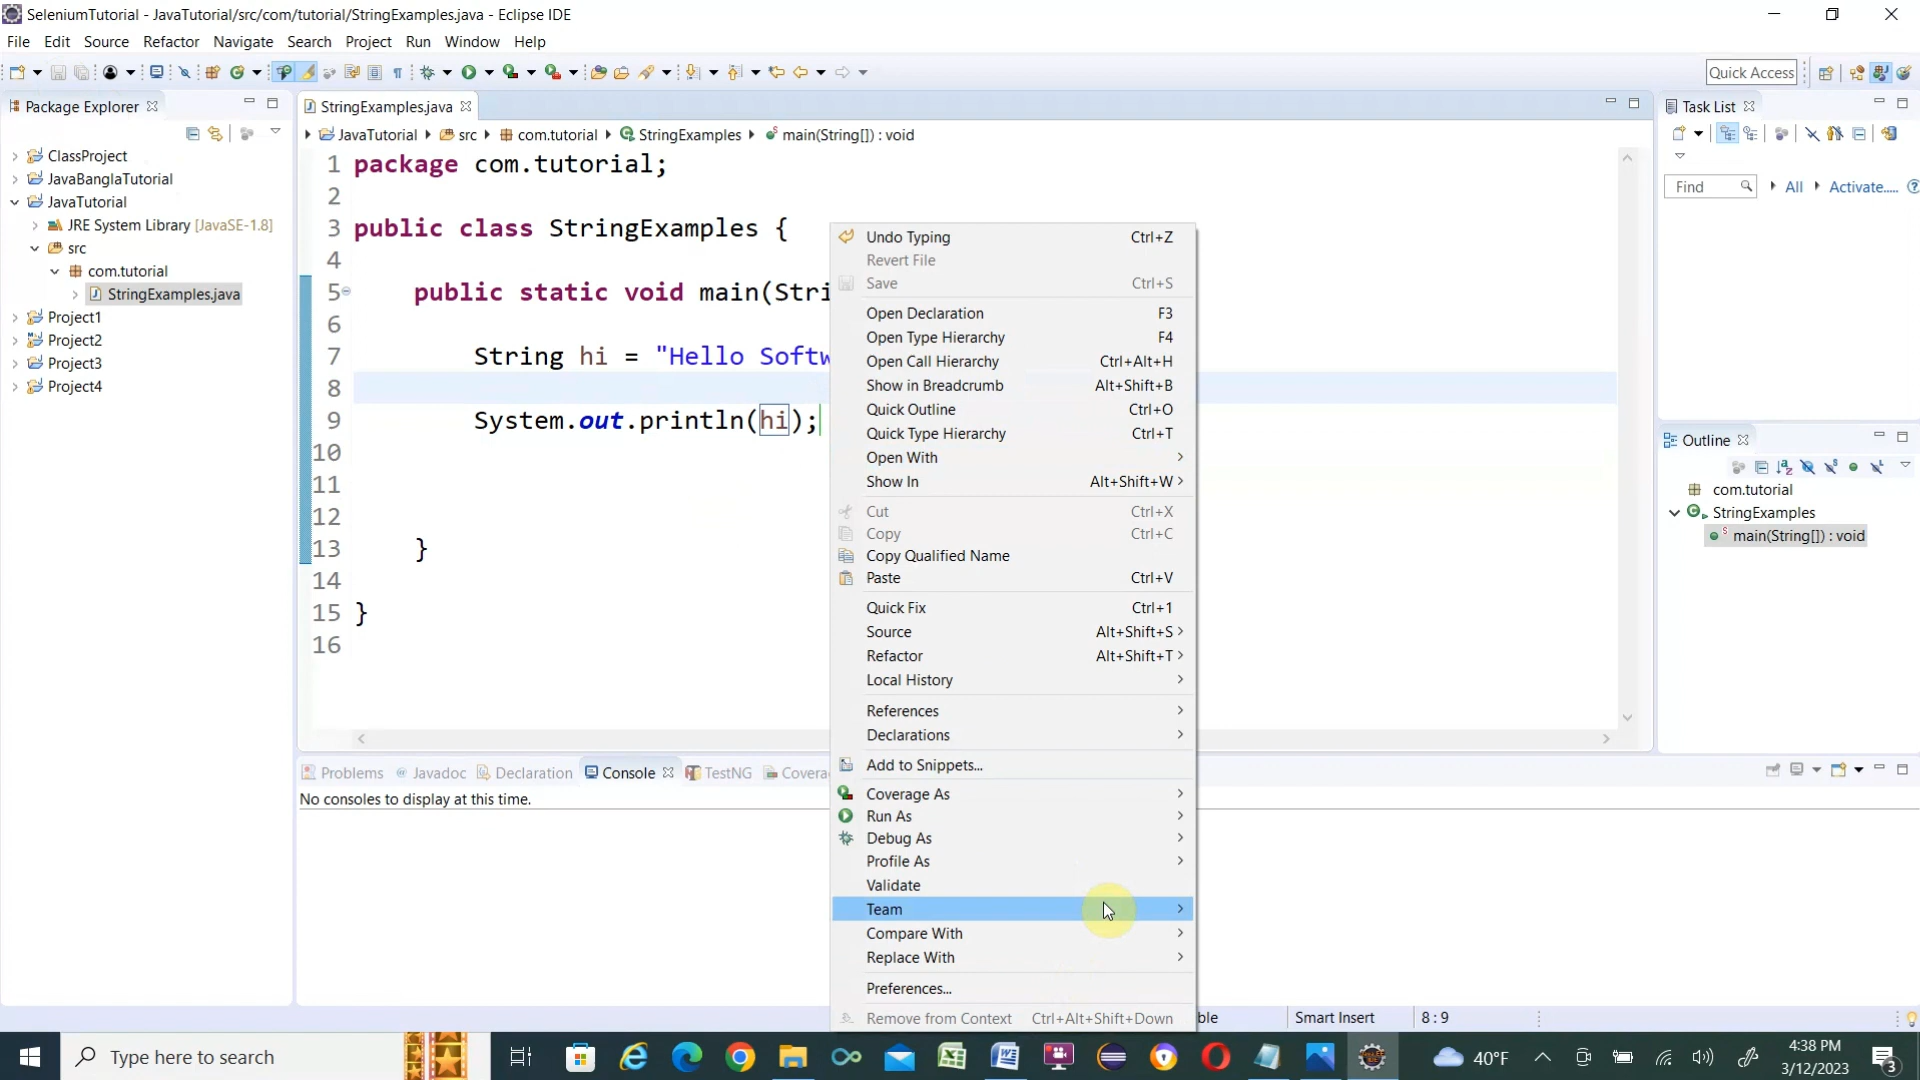 SeleniumTutorial - JavaTutorial/src/com/tutorial/StringExamples.java - Eclipse IDE
File Edit Source Refactor Navigate Search Project Run Window Help
Quick Access
Package Explorer
ClassProject
JavaBanglaTutorial
JavaTutorial
JRE System Library [JavaSE-1.8]
src
com.tutorial
StringExamples.java
Project1
Project2
Project3
Project4
StringExamples.java
JavaTutorial src com.tutorial StringExamples main(String[]) : void
1 package com.tutorial;
2
3 public class StringExamples {
4
5 public static void main(Stri
6
7 String hi = "Hello Softw
8
9 System.out.println(hi);
10
11
12
13 }
14
15 }
16
Undo Typing Ctrl+Z
Revert File
Save Ctrl+S
Open Declaration F3
Open Type Hierarchy F4
Open Call Hierarchy Ctrl+Alt+H
Show in Breadcrumb Alt+Shift+B
Quick Outline Ctrl+O
Quick Type Hierarchy Ctrl+T
Open With
Show In Alt+Shift+W
Cut Ctrl+X
Copy Ctrl+C
Copy Qualified Name
Paste Ctrl+V
Quick Fix Ctrl+1
Source Alt+Shift+S
Refactor Alt+Shift+T
Local History
References
Declarations
Add to Snippets...
Coverage As
Run As
Debug As
Profile As
Validate
Team
Compare With
Replace With
Preferences...
Remove from Context Ctrl+Alt+Shift+Down
Task List
Find All Activate...
Outline
com.tutorial
StringExamples
main(String[]) : void
Problems Javadoc Declaration Console TestNG Covera
No consoles to display at this time.
ble Smart Insert 8 : 9
Type here to search
40°F
4:38 PM
3/12/2023
3